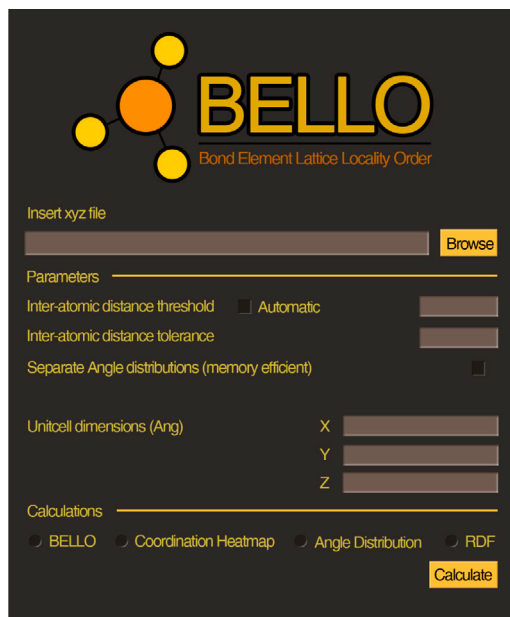 BELLO
Bond Element Lattice Locality Order
Insert xyz file
Browse
Parameters
Inter-atomic distance threshold Automatic
Inter-atomic distance tolerance
Separate Angle distributions (memory efficient)
Unitcell dimensions (Ang) X
Y
Z
Calculations
BELLO Coordination Heatmap Angle Distribution RDF
Calculate